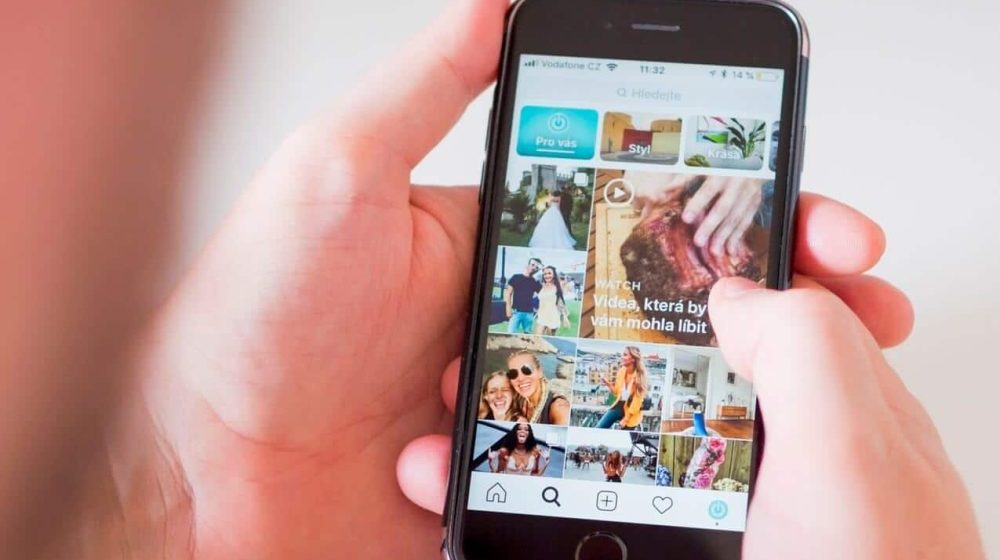 Vodafone CZ 11:32 14 %
Hledejte
Pro vás
Styl
Krása
WATCH
Videa, která by
vám mohla líbit